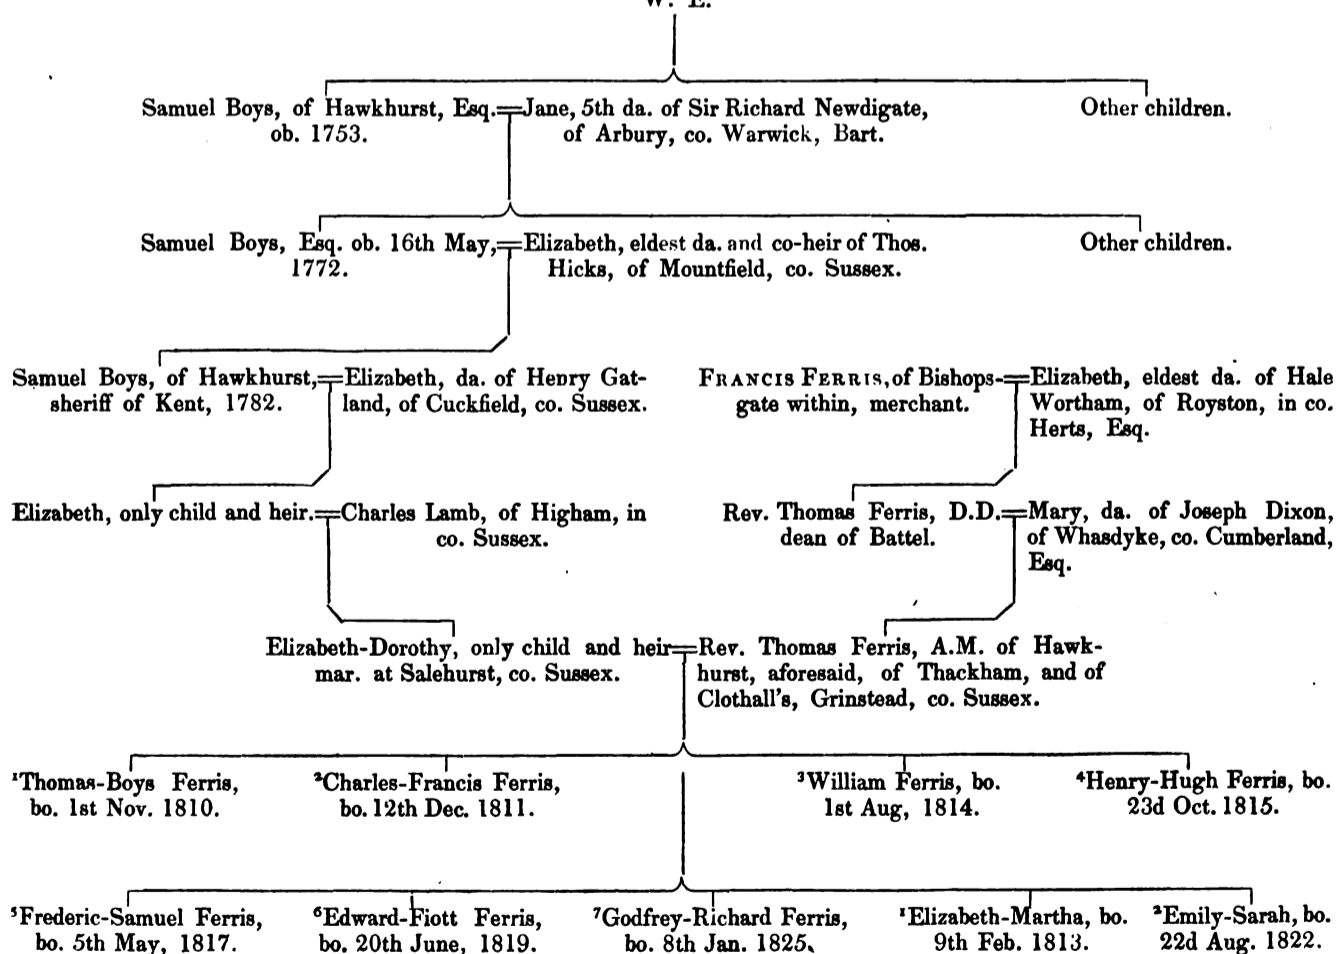 W. E.
Samuel Boys, of Hawkhurst, Esq.=Jane, 5th da. of Sir Richard Newdigate,
ob. 1753.
of Arbury, co. Warwick, Bart.
Other children.
Samuel Boys, Esq. ob. 16th May,=Elizabeth, eldest da. and co-heir of Thos.
1772.
Hicks, of Mountfield, co. Sussex.
Other children.
Samuel Boys, of Hawkhurst,=Elizabeth, da. of Henry Gat-
sheriff of Kent, 1782.
land, of Cuckfield, co. Sussex.
FRANCIS FERRIS, of Bishops-=Elizabeth, eldest da. of Hale
gate within, merchant.
Wortham, of Royston, in co.
Herts, Esq.
Elizabeth, only child and heir.=Charles Lamb, of Higham, in
co. Sussex.
Rev. Thomas Ferris, D.D.=Mary, da. of Joseph Dixon,
dean of Battel.
of Whasdyke, co. Cumberland,
Esq.
Elizabeth-Dorothy, only child and heir=Rev. Thomas Ferris, A.M. of Hawk-
mar. at Salehurst, co. Sussex.
hurst, aforesaid, of Thackham, and of
Clothall's, Grinstead, co. Sussex.
¹Thomas-Boys Ferris,
bo. 1st Nov. 1810.
²Charles-Francis Ferris,
bo. 12th Dec. 1811.
³William Ferris, bo.
1st Aug, 1814.
⁴Henry-Hugh Ferris, bo.
23d Oct. 1815.
⁵Frederic-Samuel Ferris,
bo. 5th May, 1817.
⁶Edward-Fiott Ferris,
bo. 20th June, 1819.
⁷Godfrey-Richard Ferris,
bo. 8th Jan. 1825.
¹Elizabeth-Martha, bo.
9th Feb. 1813.
²Emily-Sarah, bo.
22d Aug. 1822.